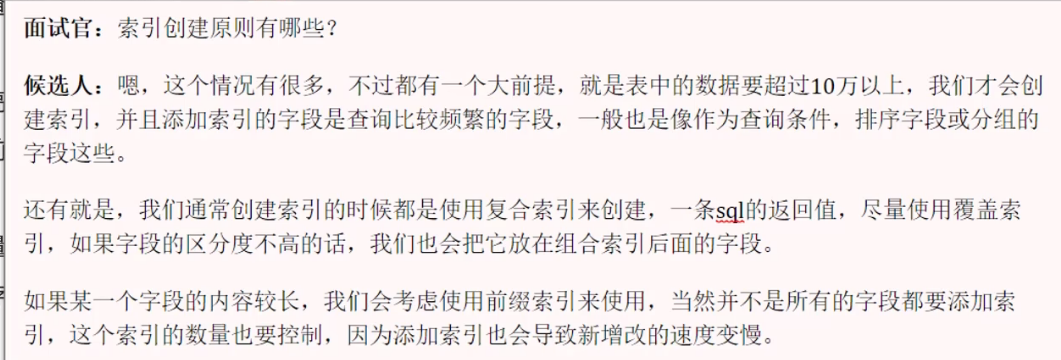 面试官：索引创建原则有哪些？
候选人：嗯，这个情况有很多，不过都有一个大前提，就是表中的数据要超过10万以上，我们才会创
建索引，并且添加索引的字段是查询比较频繁的字段，一般也是像作为查询条件，排序字段或分组的
字段这些。
还有就是，我们通常创建索引的时候都是使用复合索引来创建，一条sql的返回值，尽量使用覆盖索
引，如果字段的区分度不高的话，我们也会把它放在组合索引后面的字段。
如果某一个字段的内容较长，我们会考虑使用前缀索引来使用，当然并不是所有的字段都要添加索
引，这个索引的数量也要控制，因为添加索引也会导致新增改的速度变慢。